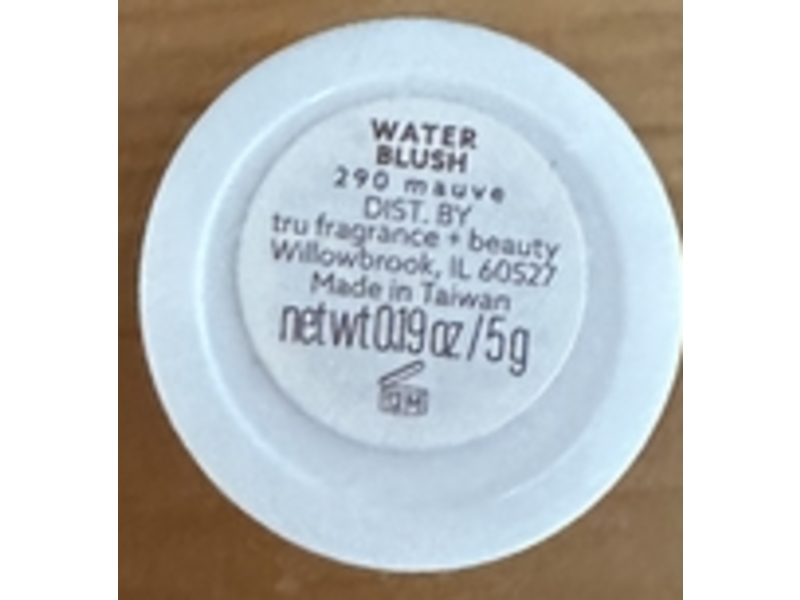 WATER
BLUSH
290 mauve
DIST. BY
tru fragrance + beauty
Willowbrook, IL 60527
Made in Taiwan
net wt 0.19 oz / 5 g